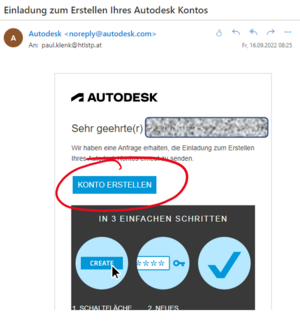 Einladung zum Erstellen Ihres Autodesk Kontos
A
Autodesk <noreply@autodesk.com>
An: paul.klenk@htlstp.at
Fr, 16.09.2022 08:25
AUTODESK
Sehr geehrte(r)
Wir haben eine Anfrage erhalten, die Einladung zum Erstellen
Ihres Autodesk Kontos erneut zu senden.
KONTO ERSTELLEN
IN 3 EINFACHEN SCHRITTEN
CREATE
****
1. SCHALTFLÄCHE
2. NEUES